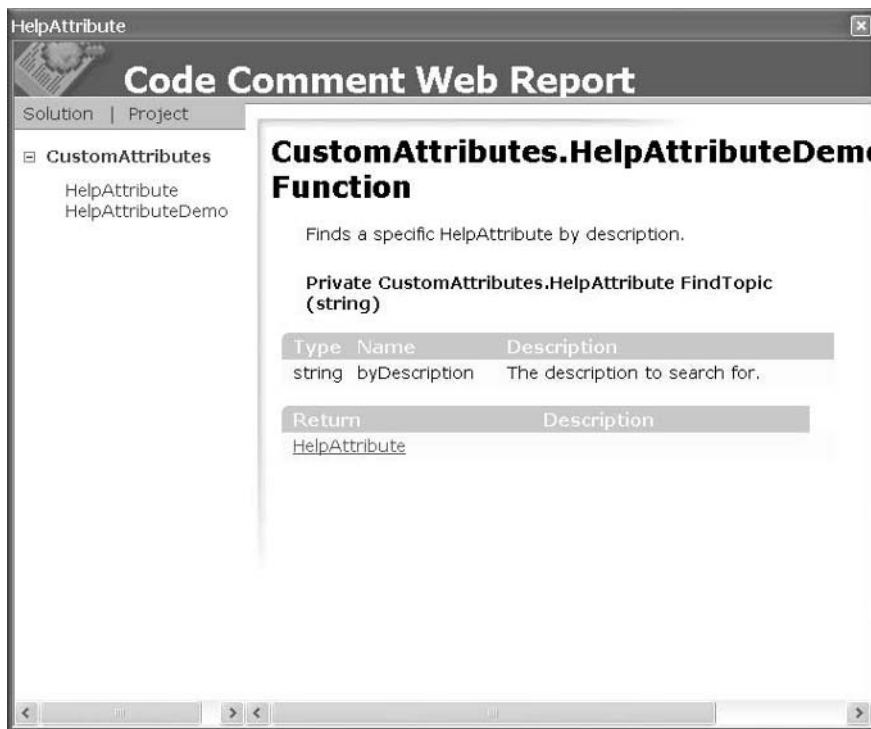 HelpAttribute
Code Comment Web Report
Solution | Project
CustomAttributes
HelpAttribute
HelpAttributeDemo
CustomAttributes.HelpAttributeDem
Function
Finds a specific HelpAttribute by description.
Private CustomAttributes.HelpAttribute FindTopic
(string)
Type Name Description
string byDescription The description to search for.
Return Description
HelpAttribute